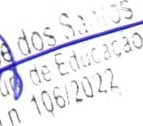 dos Santos
de Educação
n 106/2022